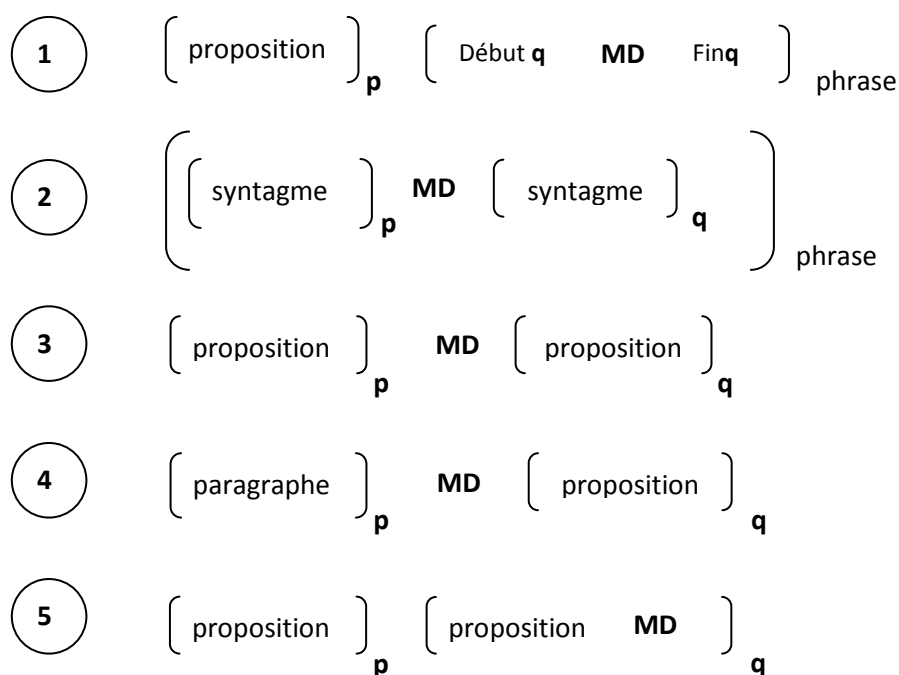 1 proposition p Début q MD Finq phrase
2 syntagme p MD syntagme q phrase
3 proposition p MD proposition q
4 paragraphe p MD proposition q
5 proposition p proposition MD q